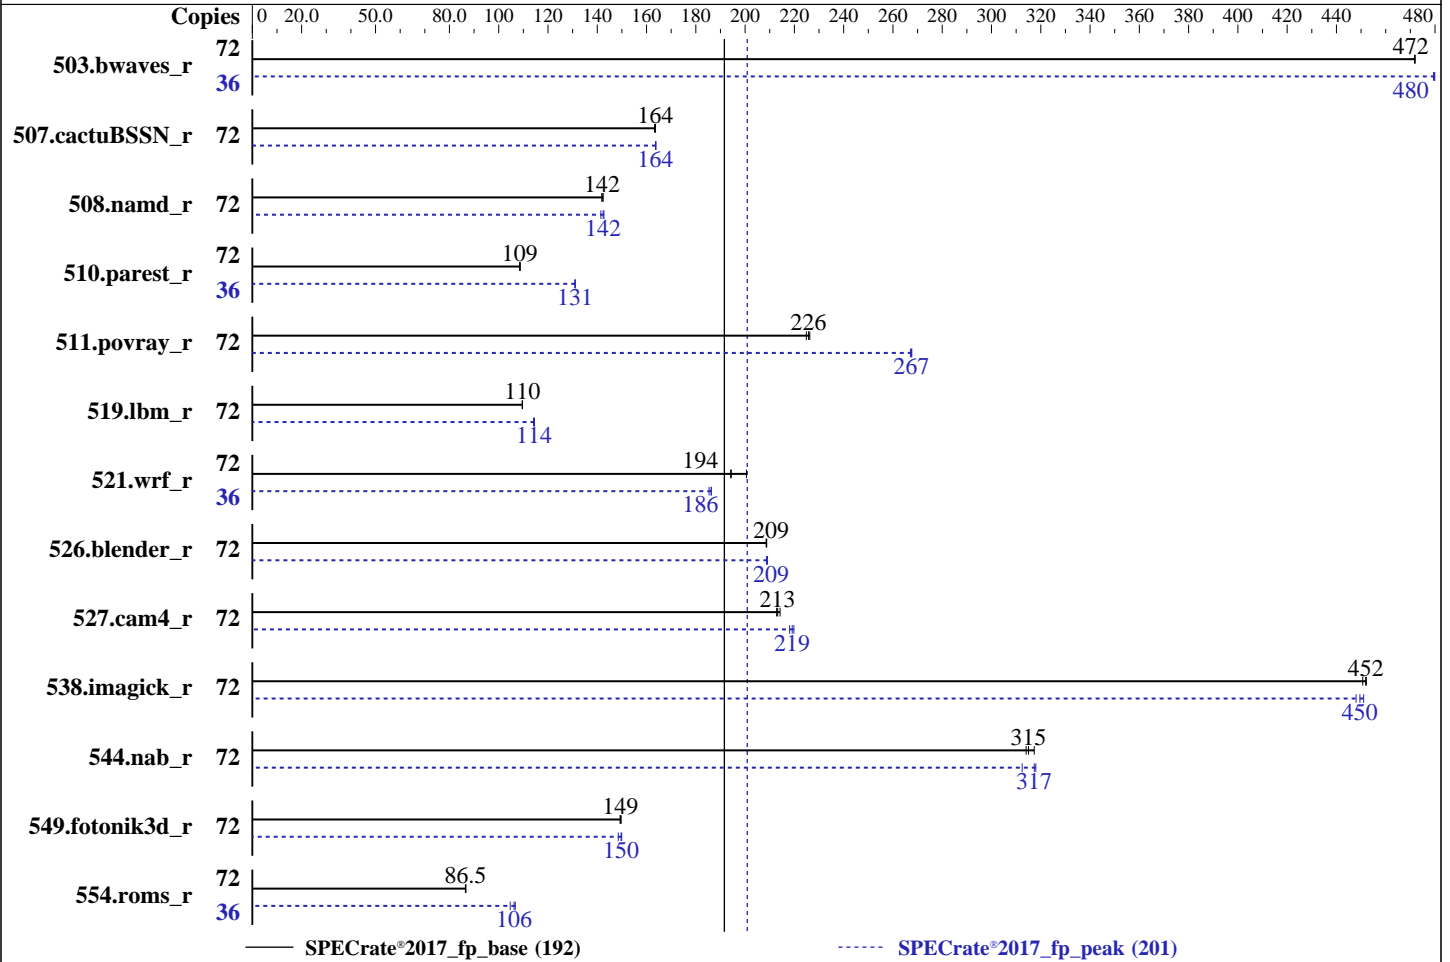 Copies 0 20.0 50.0 80.0 100 120 140 160 180 200 220 240 260 280 300 320 340 360 380 400 420 440 480
503.bwaves_r 72 472
36 480
507.cactuBSSN_r 72 164
164
508.namd_r 72 142
142
510.parest_r 72 109
36 131
511.povray_r 72 226
267
519.lbm_r 72 110
114
521.wrf_r 72 194
36 186
526.blender_r 72 209
209
527.cam4_r 72 213
219
538.imagick_r 72 452
450
544.nab_r 72 315
317
549.fotonik3d_r 72 149
150
554.roms_r 72 86.5
36 106
SPECrate®2017_fp_base (192) SPECrate®2017_fp_peak (201)